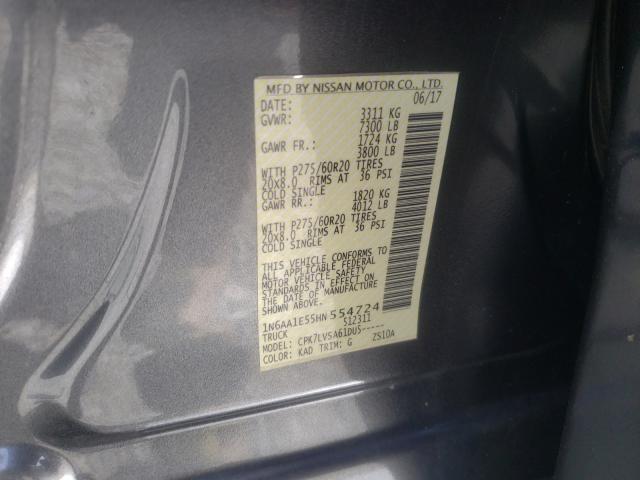 MFD BY NISSAN MOTOR CO., LTD.
DATE: 06/17
GVWR: 3311 KG
7300 LB
GAWR FR.: 1724 KG
3800 LB
WITH P275/60R20 TIRES
20X8.0 RIMS AT 36 PSI
COLD SINGLE
GAWR RR.: 1820 KG
4012 LB
WITH P275/60R20 TIRES
20X8.0 RIMS AT 36 PSI
COLD SINGLE
THIS VEHICLE CONFORMS TO
ALL APPLICABLE FEDERAL
MOTOR VEHICLE SAFETY
STANDARDS IN EFFECT ON
THE DATE OF MANUFACTURE
SHOWN ABOVE.
1N6AA1E55HN554724
TRUCK S12311
MODEL: CPK7LVSA61DUS-----
COLOR: KAD TRIM: G ZS10A